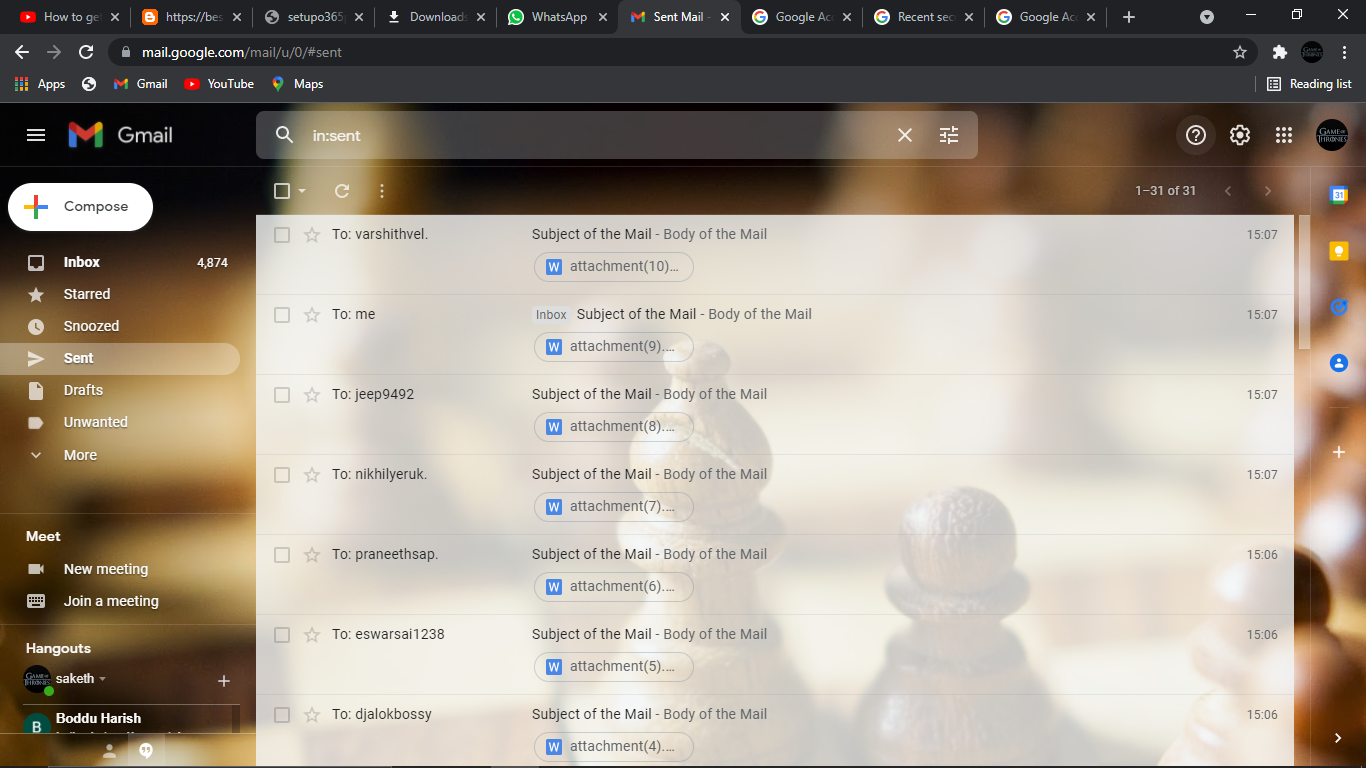 How to get
https://bes
setupo365
Downloads
WhatsApp
Sent Mail -
Google Acc
Recent sec
Google Acc
mail.google.com/mail/u/0/#sent
Apps
Gmail
YouTube
Maps
Reading list
Gmail
in:sent
GAME OF THRONES
Compose
1–31 of 31
31
Inbox 4,874
Starred
Snoozed
Sent
Drafts
Unwanted
More
Meet
New meeting
Join a meeting
Hangouts
saketh
B
Boddu Harish
To: varshithvel. Subject of the Mail - Body of the Mail 15:07
W attachment(10)...
To: me Inbox Subject of the Mail - Body of the Mail 15:07
W attachment(9)....
To: jeep9492 Subject of the Mail - Body of the Mail 15:07
W attachment(8)....
To: nikhilyeruk. Subject of the Mail - Body of the Mail 15:07
W attachment(7)....
To: praneethsap. Subject of the Mail - Body of the Mail 15:06
W attachment(6)....
To: eswarsai1238 Subject of the Mail - Body of the Mail 15:06
W attachment(5)....
To: djalokbossy Subject of the Mail - Body of the Mail 15:06
W attachment(4)....